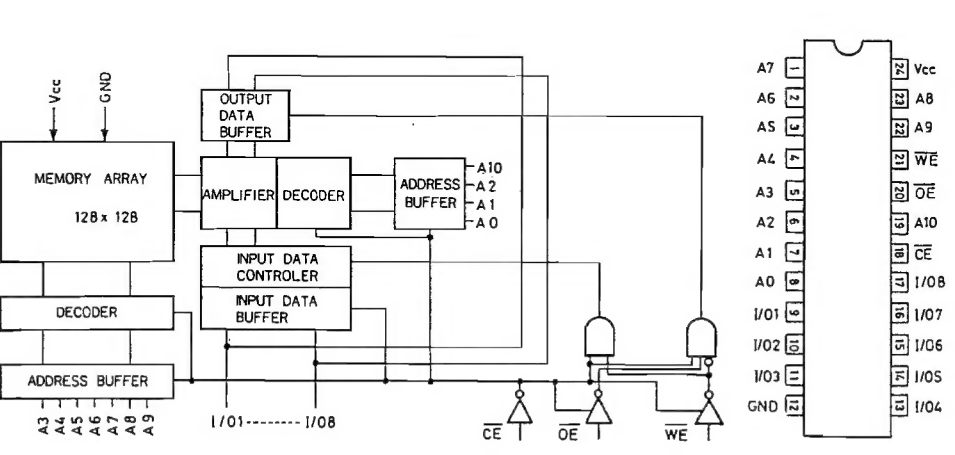 Vcc
GND
OUTPUT
DATA
BUFFER
MEMORY ARRAY
128 x 128
AMPLIFIER
DECODER
ADDRESS
BUFFER
A10
A2
A1
A0
INPUT DATA
CONTROLER
INPUT DATA
BUFFER
DECODER
ADDRESS BUFFER
A3
A4
A5
A6
A7
A8
A9
I/O1---------I/O8
CE
OE
WE
A7 1
24 Vcc
A6 2
23 A8
A5 3
22 A9
A4 4
21 WE
A3 5
20 OE
A2 6
19 A10
A1 7
18 CE
A0 8
17 I/O8
I/O1 9
16 I/O7
I/O2 10
15 I/O6
I/O3 11
14 I/O5
GND 12
13 I/O4